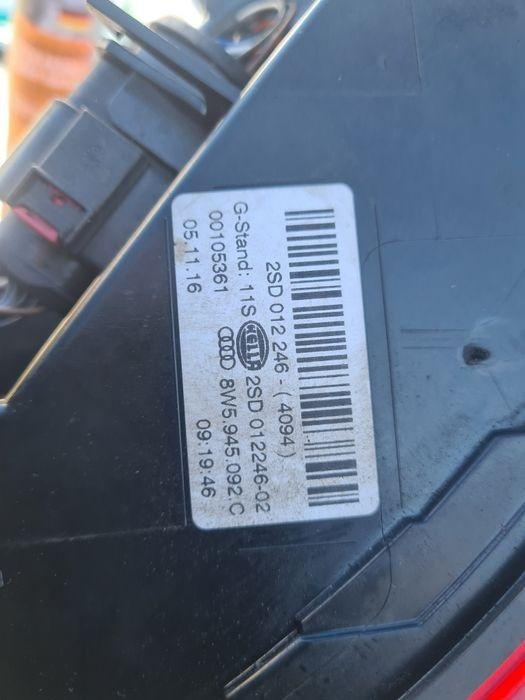 2SD 012 246 - ( 4094 )
G-Stand: 11S HELLA 2SD 012246-02
00105361 8W5.945.092.C
05.11.16 09:19:46